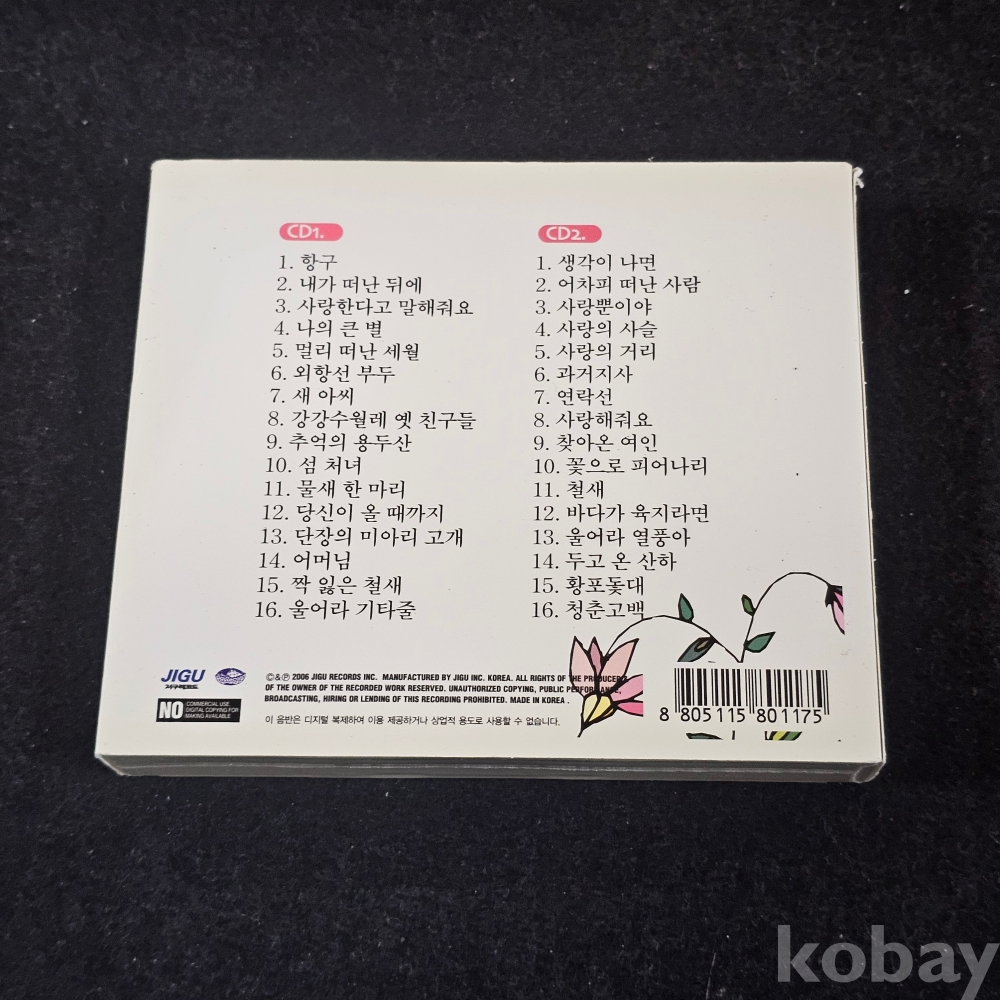 CD1.
1. 항구
2. 내가 떠난 뒤에
3. 사랑한다고 말해줘요
4. 나의 큰 별
5. 멀리 떠난 세월
6. 외항선 부두
7. 새 아씨
8. 강강수월레 옛 친구들
9. 추억의 용두산
10. 섬 처녀
11. 물새 한 마리
12. 당신이 올 때까지
13. 단장의 미아리 고개
14. 어머님
15. 짝 잃은 철새
16. 울어라 기타줄
CD2.
1. 생각이 나면
2. 어차피 떠난 사람
3. 사랑뿐이야
4. 사랑의 사슬
5. 사랑의 거리
6. 과거지사
7. 연락선
8. 사랑해줘요
9. 찾아온 여인
10. 꽃으로 피어나리
11. 철새
12. 바다가 육지라면
13. 울어라 열풍아
14. 두고 온 산하
15. 황포돛대
16. 청춘고백
JIGU
지구레코드
NO COMMERCIAL USE.
DIGITAL COPYING FOR
MAKING AVAILABLE
©&℗ 2006 JIGU RECORDS INC. MANUFACTURED BY JIGU INC. KOREA. ALL RIGHTS OF THE PRODUCER &
OF THE OWNER OF THE RECORDED WORK RESERVED. UNAUTHORIZED COPYING, PUBLIC PERFORMANCE,
BROADCASTING, HIRING OR LENDING OF THIS RECORDING PROHIBITED. MADE IN KOREA .
이 음반은 디지털 복제하여 이용 제공하거나 상업적 용도로 사용할 수 없습니다.
8 805115 801175
kobay